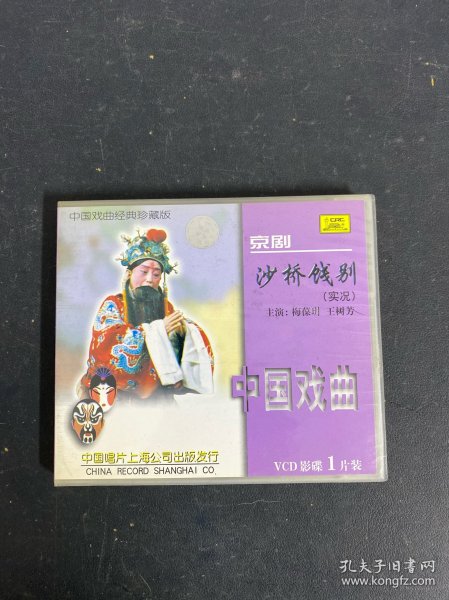 中国戏曲经典珍藏版
CRC
京剧
沙桥饯别
(实况)
主演:梅葆玥 王树芳
中国戏曲
中国唱片上海公司出版发行
CHINA RECORD SHANGHAI CO.
VCD 影碟 1 片装
孔夫子旧书网
www.kongfz.com